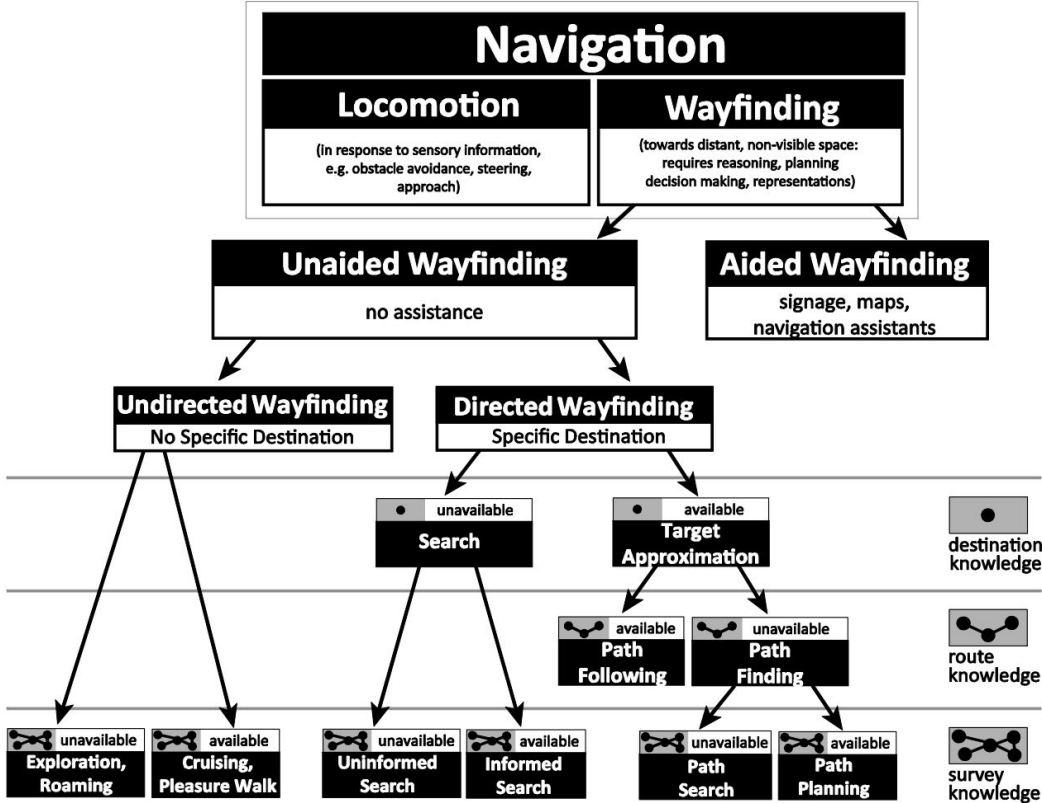 Navigation
Locomotion
(in response to sensory information,
e.g. obstacle avoidance, steering,
approach)
Wayfinding
(towards distant, non-visible space:
requires reasoning, planning
decision making, representations)
Unaided Wayfinding
no assistance
Aided Wayfinding
signage, maps,
navigation assistants
Undirected Wayfinding
No Specific Destination
Directed Wayfinding
Specific Destination
unavailable
Search
available
Target
Approximation
destination
knowledge
available
Path
Following
unavailable
Path
Finding
route
knowledge
unavailable
Exploration,
Roaming
available
Cruising,
Pleasure Walk
unavailable
Uninformed
Search
available
Informed
Search
unavailable
Path
Search
available
Path
Planning
survey
knowledge